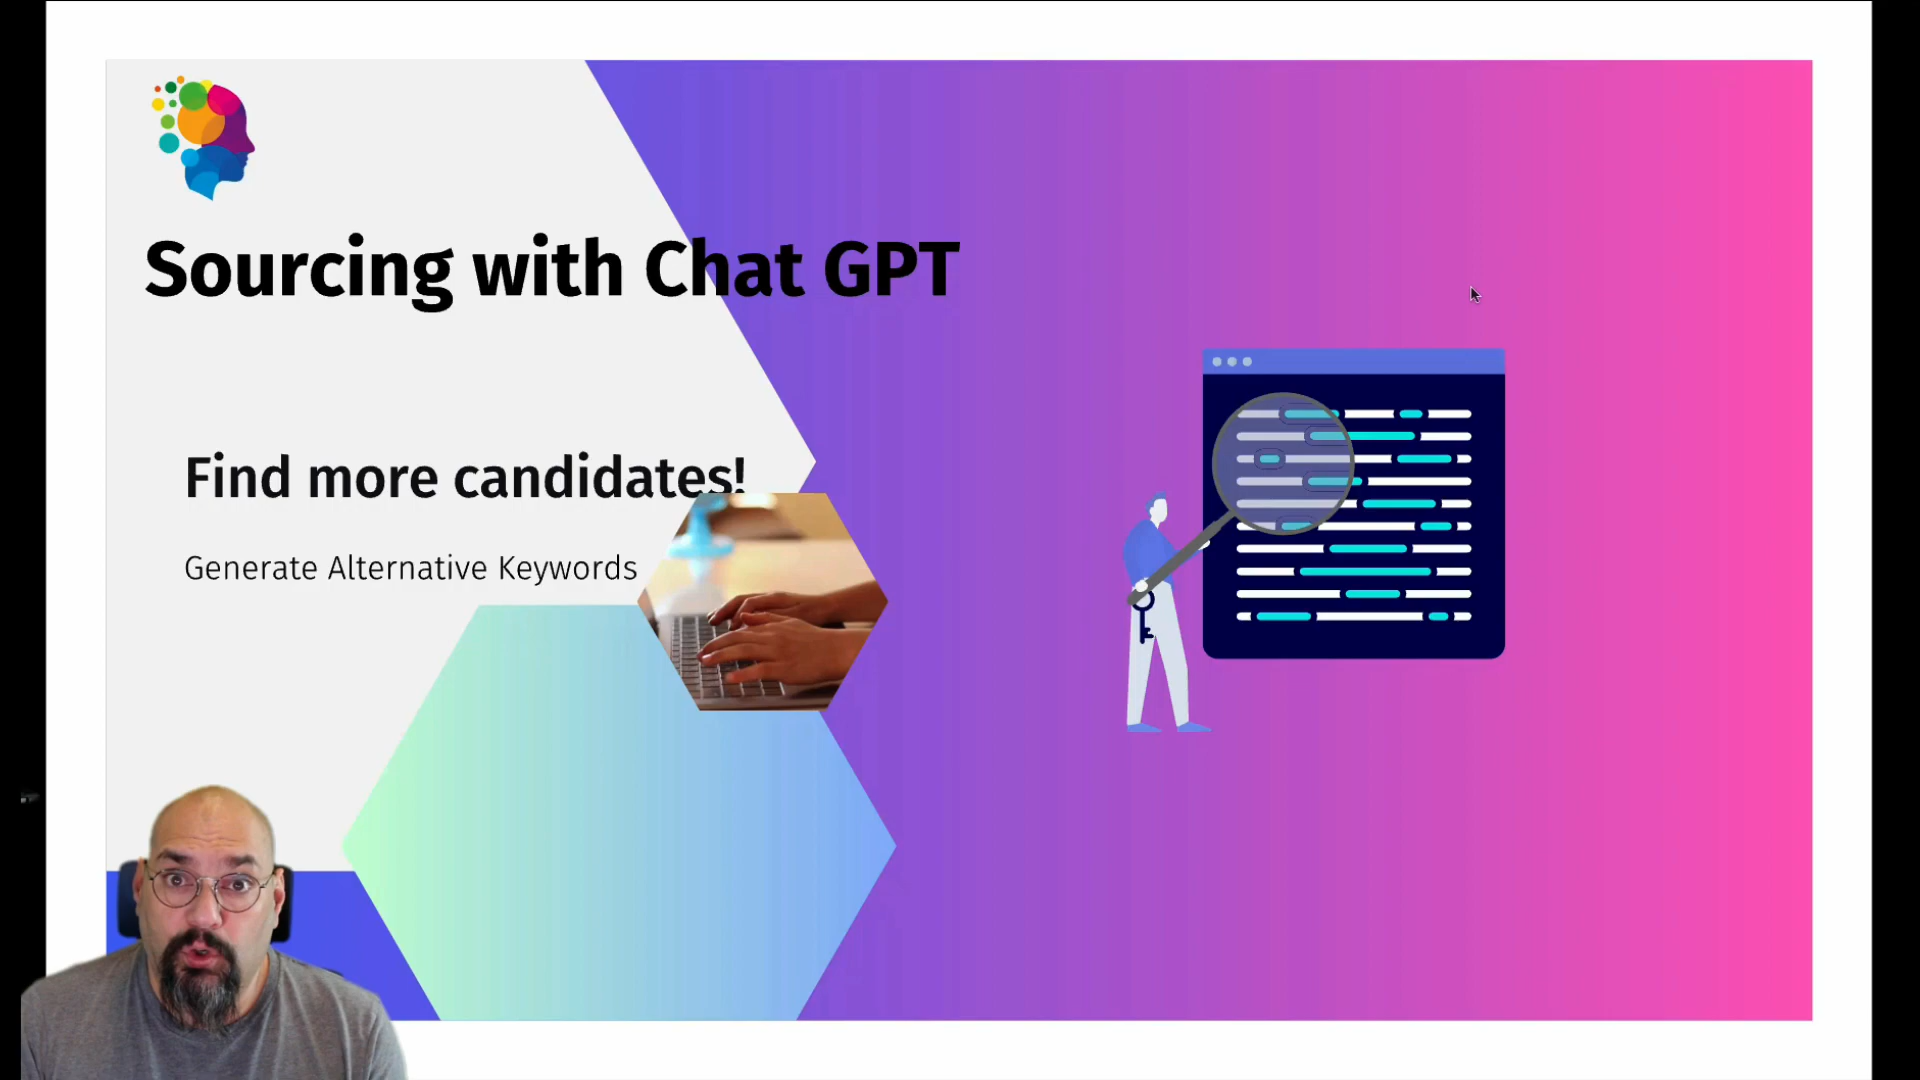 Sourcing with Chat GPT
Find more candidates!
Generate Alternative Keywords